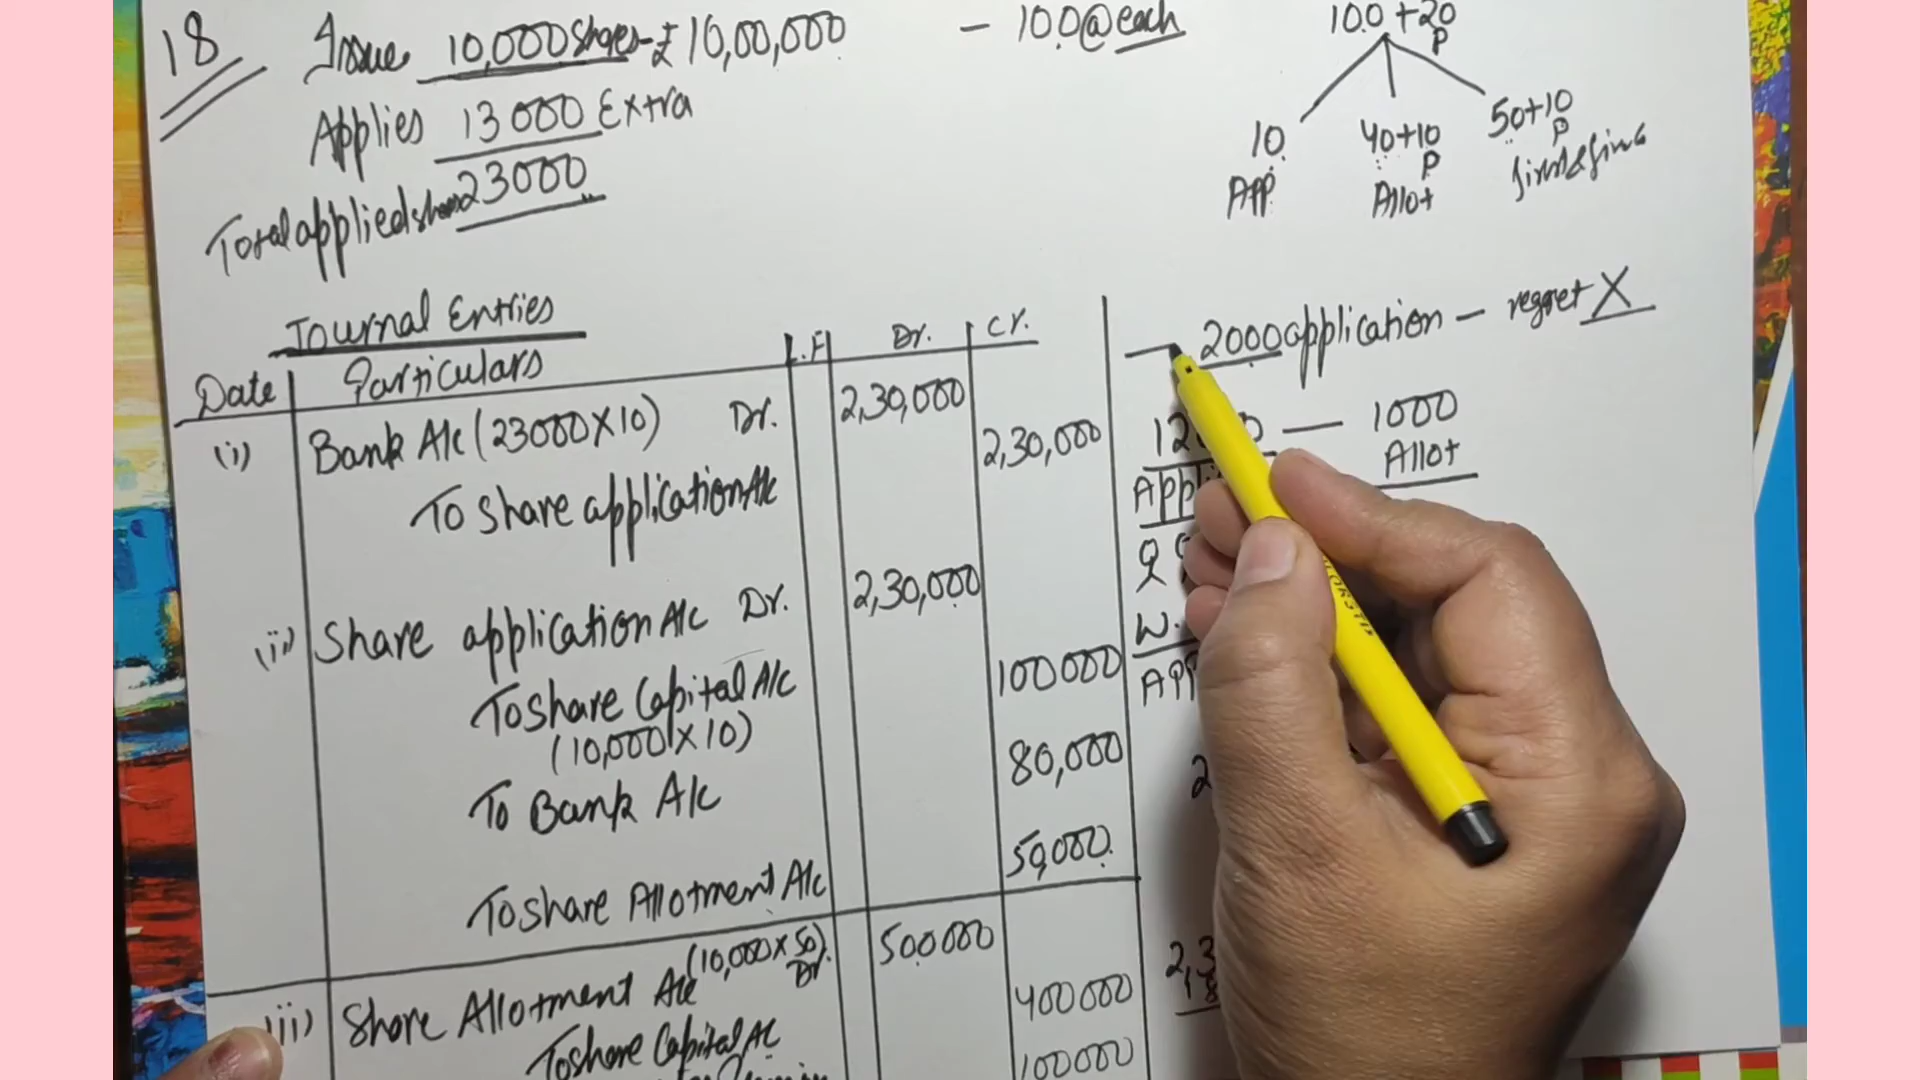 18 Issue 10,000 Shares - ₹ 10,00,000 - 100@each
Applies 13000 Extra
Total applied 23000
100+20
P
10 40+10 50+10
P P
App Allot first & final
Journal Entries
Date Particulars L.F Dr. Cr.
(i) Bank A/c (23000X10) Dr. 2,30,000
To Share application A/c 2,30,000
(ii) Share application A/c Dr. 2,30,000
To Share Capital A/c 100000
(10,000 X 10)
To Bank A/c 80,000
To Share Allotment A/c 50,000
(iii) Share Allotment A/c (10,000 X 50) Dr. 500000
To Share Capital A/c 400000
100000
— 2000 application — regret X
— 1000
Allot